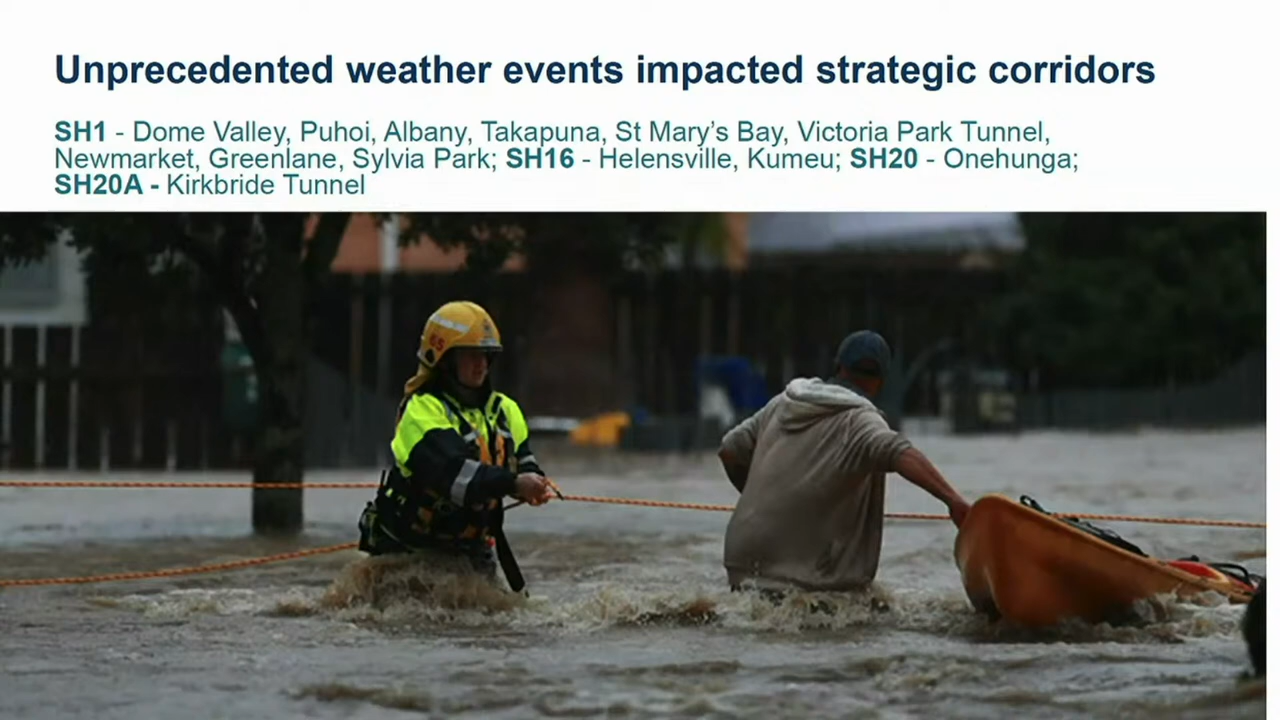 Unprecedented weather events impacted strategic corridors
SH1 - Dome Valley, Puhoi, Albany, Takapuna, St Mary’s Bay, Victoria Park Tunnel,
Newmarket, Greenlane, Sylvia Park; SH16 - Helensville, Kumeu; SH20 - Onehunga;
SH20A - Kirkbride Tunnel